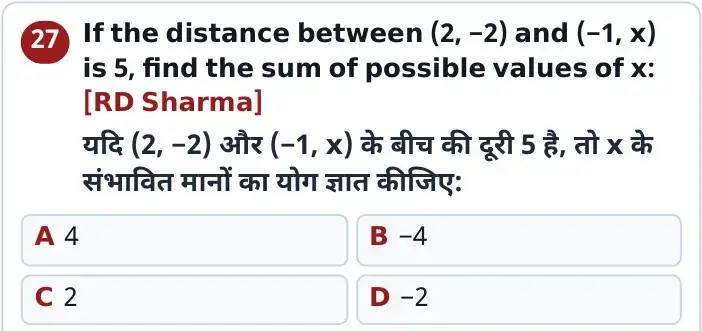 27 If the distance between (2, −2) and (−1, x)
is 5, find the sum of possible values of x:
[RD Sharma]
यदि (2, −2) और (−1, x) के बीच की दूरी 5 है, तो x के
संभावित मानों का योग ज्ञात कीजिए:
A 4
B −4
C 2
D −2